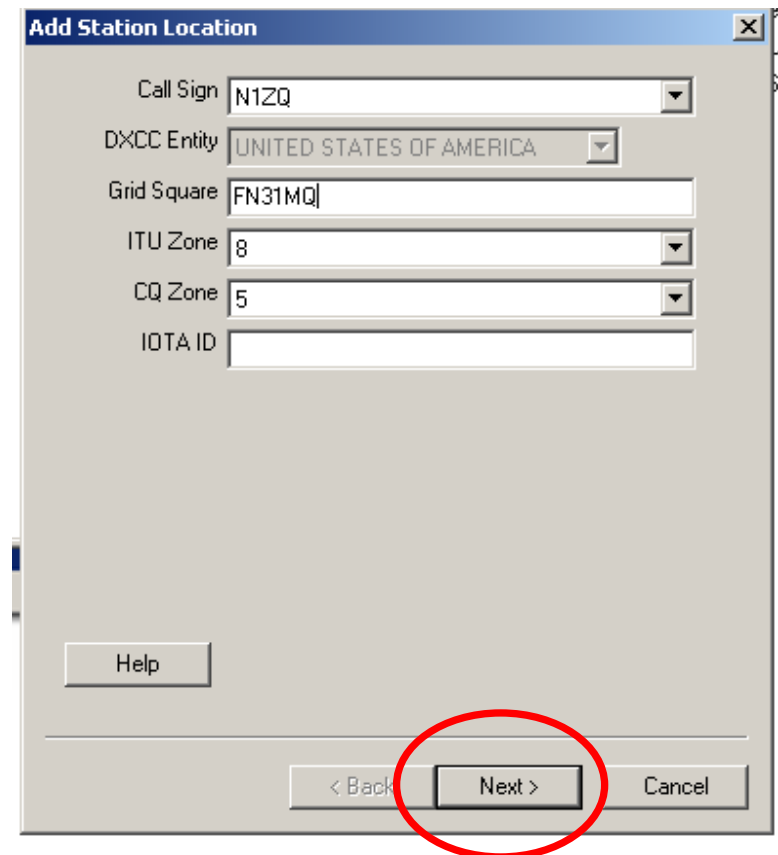 Add Station Location
Call Sign N1ZQ
DXCC Entity UNITED STATES OF AMERICA
Grid Square FN31MQ
ITU Zone 8
CQ Zone 5
IOTA ID
Help
< Back Next > Cancel